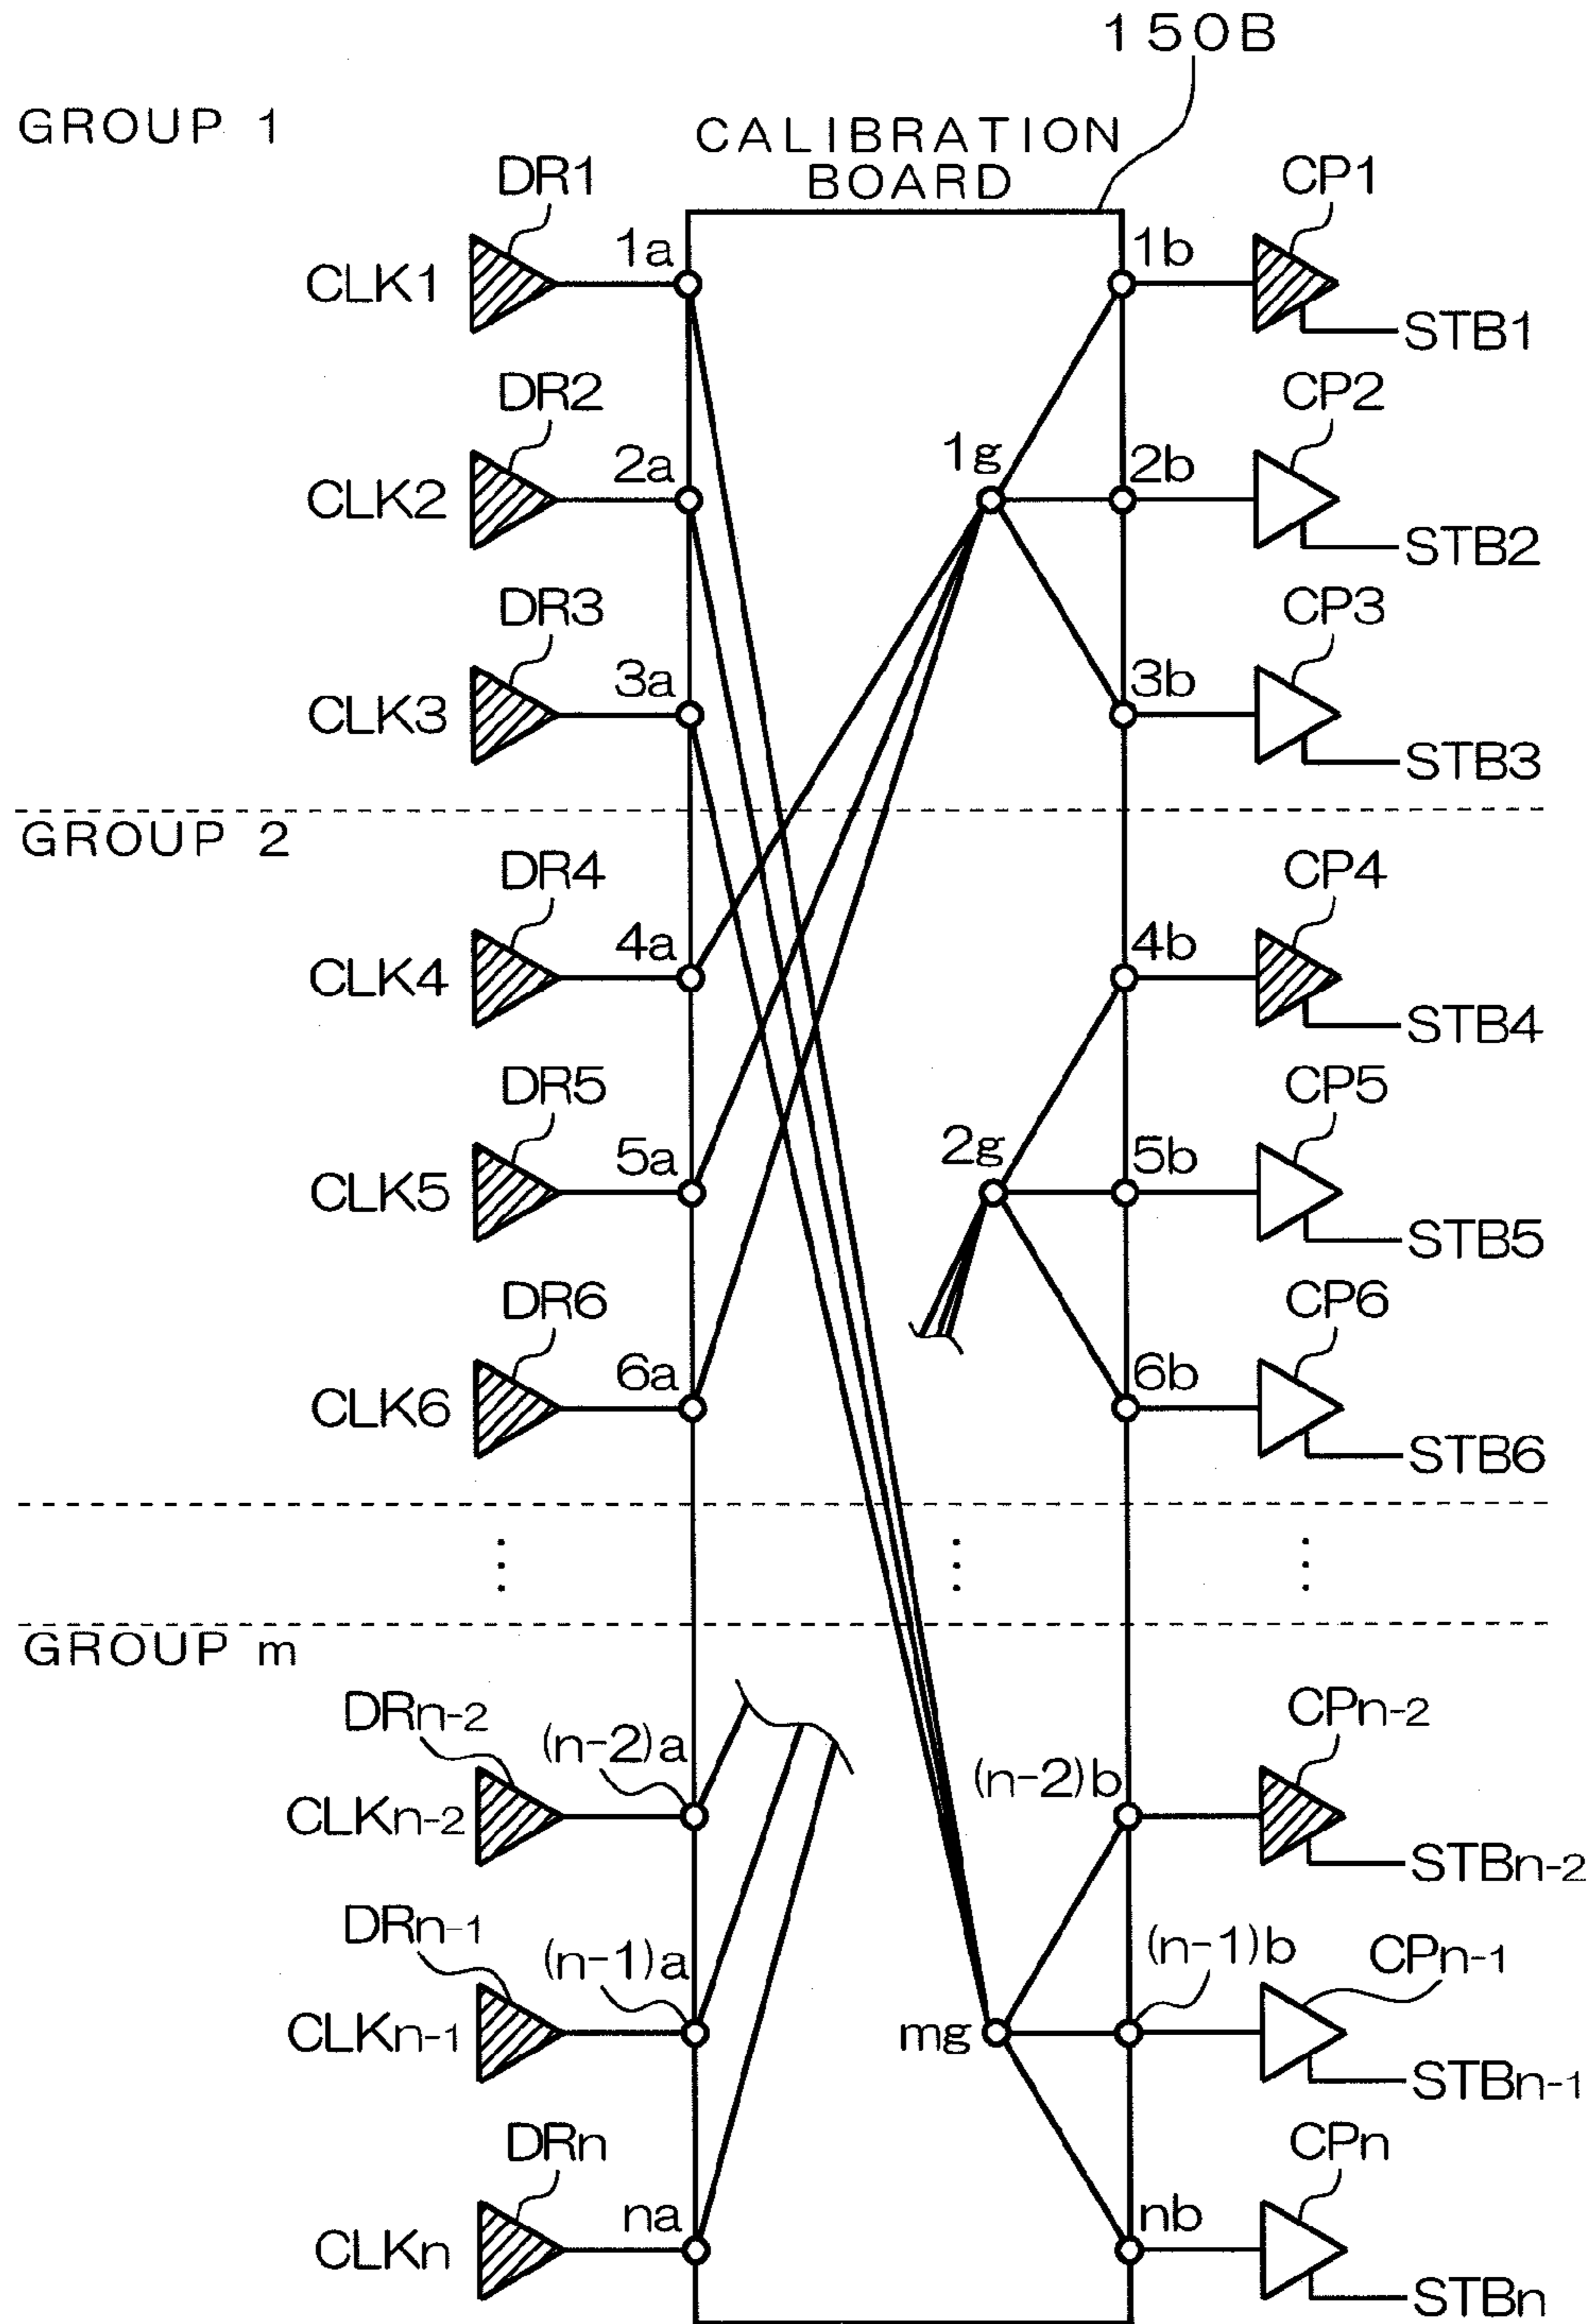 150B
GROUP 1
CALIBRATION
BOARD
DR1
CP1
1a
1b
CLK1
STB1
DR2
CP2
2a
1g
2b
CLK2
STB2
DR3
CP3
3a
3b
CLK3
STB3
GROUP 2
DR4
CP4
4a
4b
CLK4
STB4
DR5
CP5
5a
2g
5b
CLK5
STB5
DR6
CP6
6a
6b
CLK6
STB6
GROUP m
DRn-2
CPn-2
(n-2)a
(n-2)b
CLKn-2
STBn-2
DRn-1
CPn-1
(n-1)a
(n-1)b
CLKn-1
mg
STBn-1
DRn
CPn
na
nb
CLKn
STBn